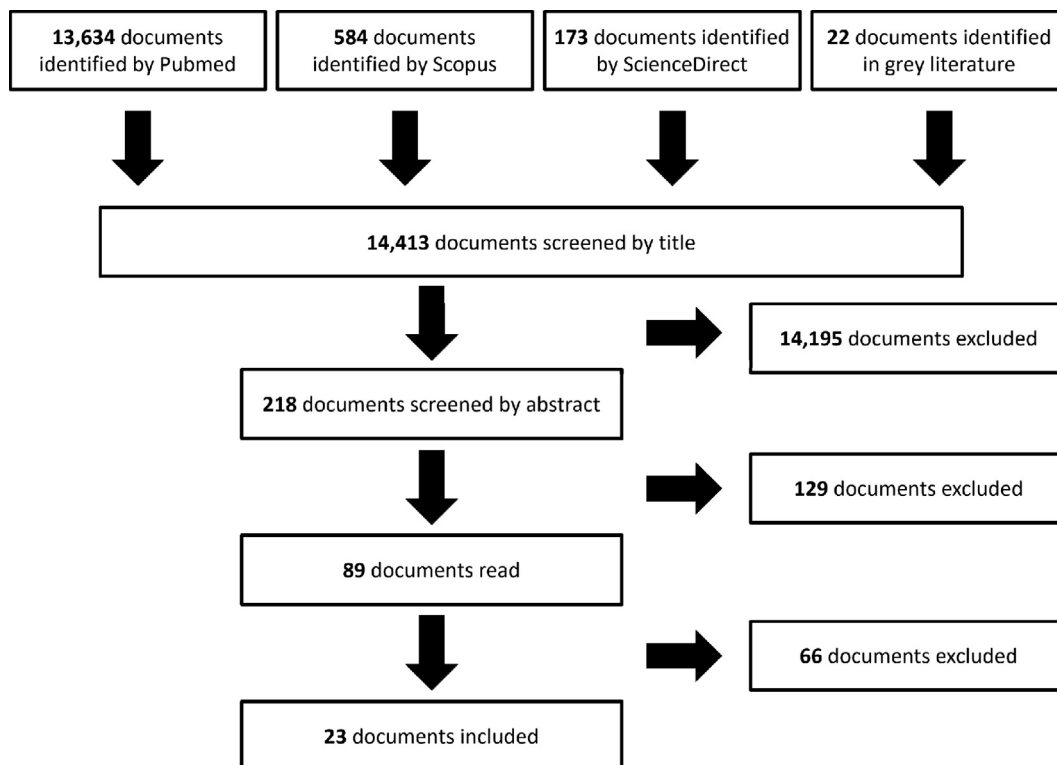 13,634 documents
identified by Pubmed
584 documents
identified by Scopus
173 documents identified
by ScienceDirect
22 documents identified
in grey literature
14,413 documents screened by title
14,195 documents excluded
218 documents screened by abstract
129 documents excluded
89 documents read
66 documents excluded
23 documents included